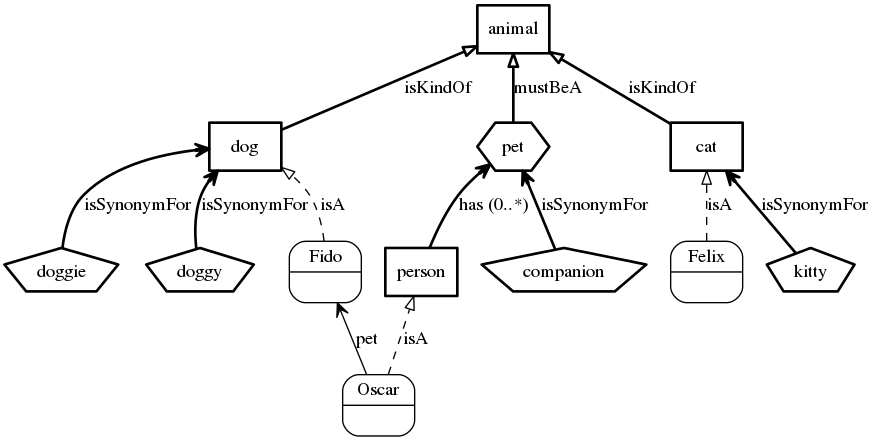 animal
isKindOf
mustBeA
isKindOf
dog
pet
cat
isSynonymFor
isSynonymFor
isA
has (0..*)
isSynonymFor
isA
isSynonymFor
doggie
doggy
Fido
person
companion
Felix
kitty
pet
isA
Oscar